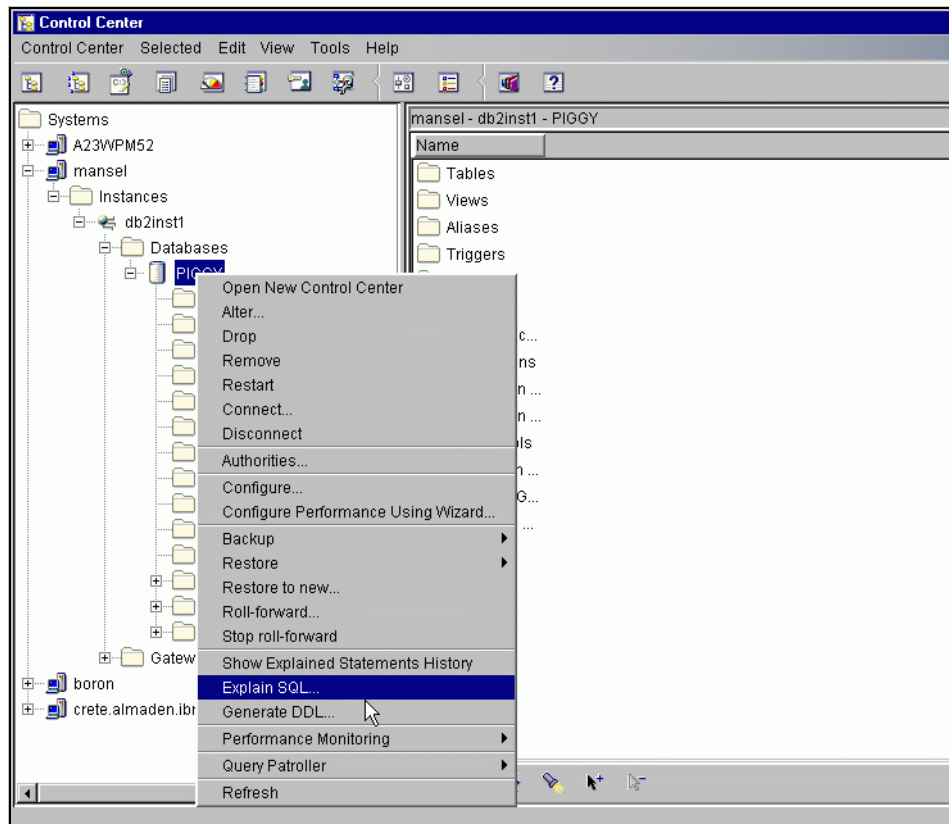 Control Center
Control Center Selected Edit View Tools Help
Systems
A23WPM52
mansel
Instances
db2inst1
Databases
PIGGY
Gatew
boron
crete.almaden.ibr
mansel - db2inst1 - PIGGY
Name
Tables
Views
Aliases
Triggers
c...
ns
n ...
n ...
ols
n ...
G...
...
Open New Control Center
Alter...
Drop
Remove
Restart
Connect...
Disconnect
Authorities...
Configure...
Configure Performance Using Wizard...
Backup
Restore
Restore to new...
Roll-forward...
Stop roll-forward
Show Explained Statements History
Explain SQL...
Generate DDL...
Performance Monitoring
Query Patroller
Refresh